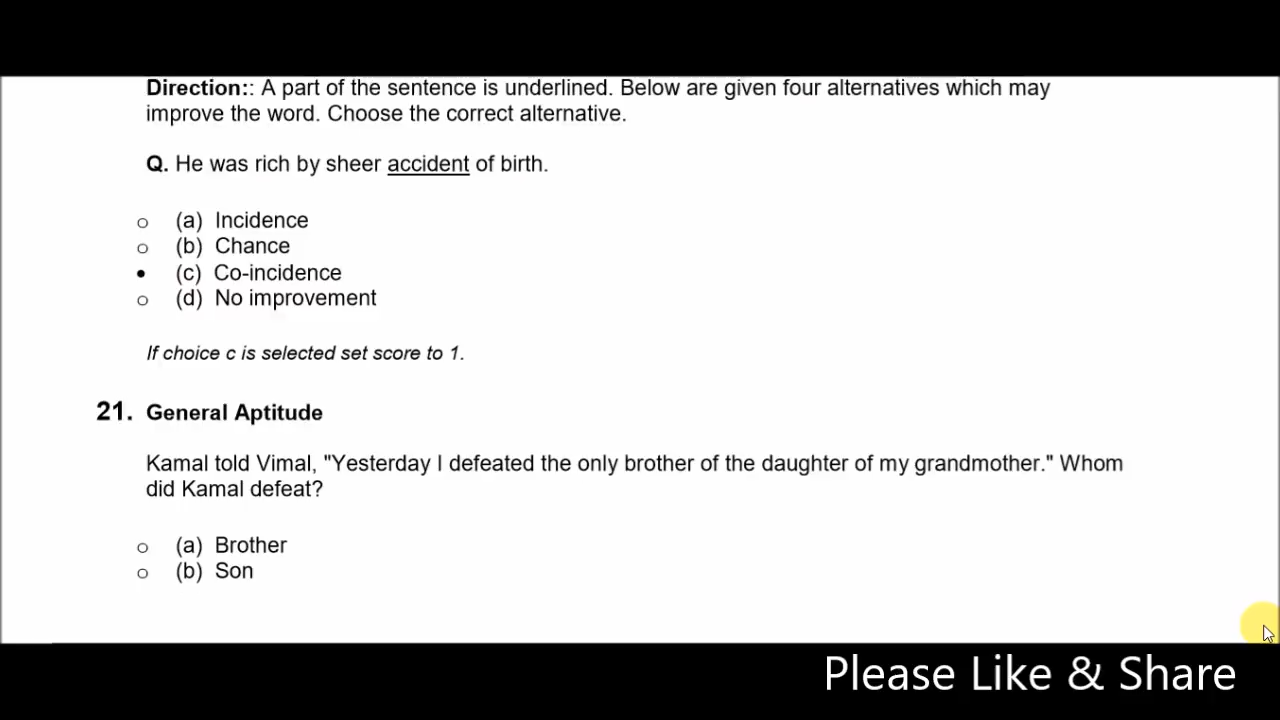 Direction:: A part of the sentence is underlined. Below are given four alternatives which may
improve the word. Choose the correct alternative.
Q. He was rich by sheer accident of birth.
(a) Incidence
(b) Chance
(c) Co-incidence
(d) No improvement
If choice c is selected set score to 1.
21. General Aptitude
Kamal told Vimal, "Yesterday I defeated the only brother of the daughter of my grandmother." Whom
did Kamal defeat?
(a) Brother
(b) Son
Please Like & Share